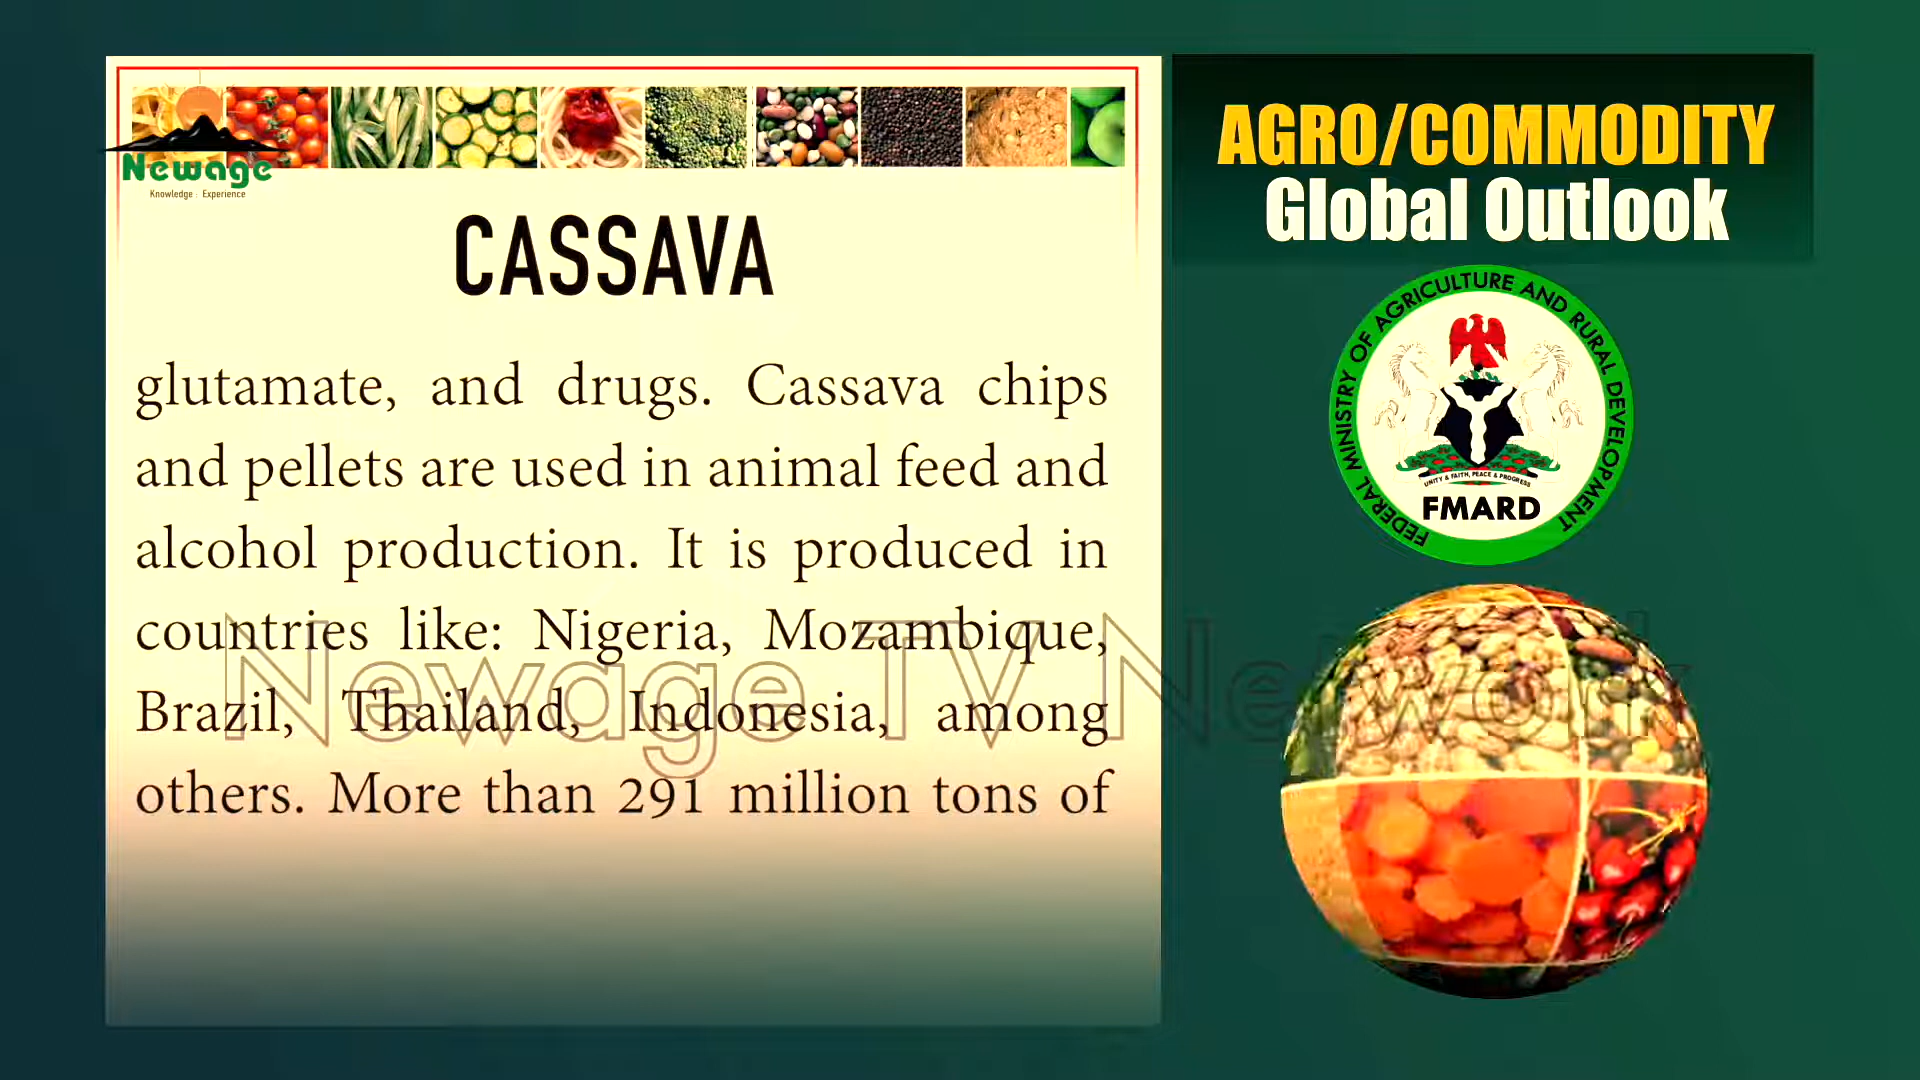 Newage
Knowledge Experience
CASSAVA
glutamate, and drugs. Cassava chips
and pellets are used in animal feed and
alcohol production. It is produced in
countries like: Nigeria, Mozambique,
Brazil, Thailand, Indonesia, among
others. More than 291 million tons of
AGRO/COMMODITY
Global Outlook
FEDERAL MINISTRY OF AGRICULTURE AND RURAL DEVELOPMENT
UNITY & FAITH, PEACE & PROGRESS
FMARD
Newage TV Network